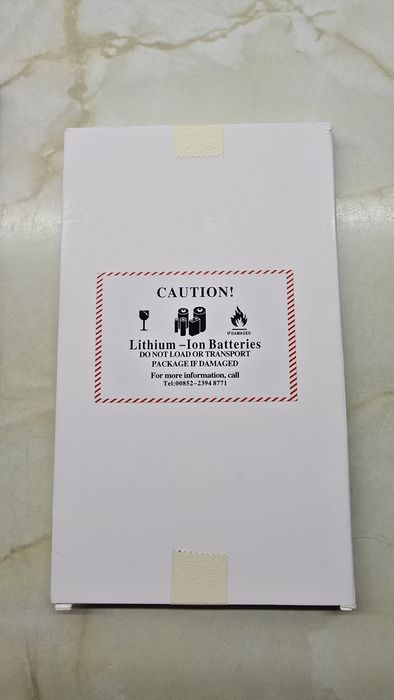 CAUTION!
IF DAMAGED
Lithium -Ion Batteries
DO NOT LOAD OR TRANSPORT
PACKAGE IF DAMAGED
For more information, call
Tel:00852-2394 8771